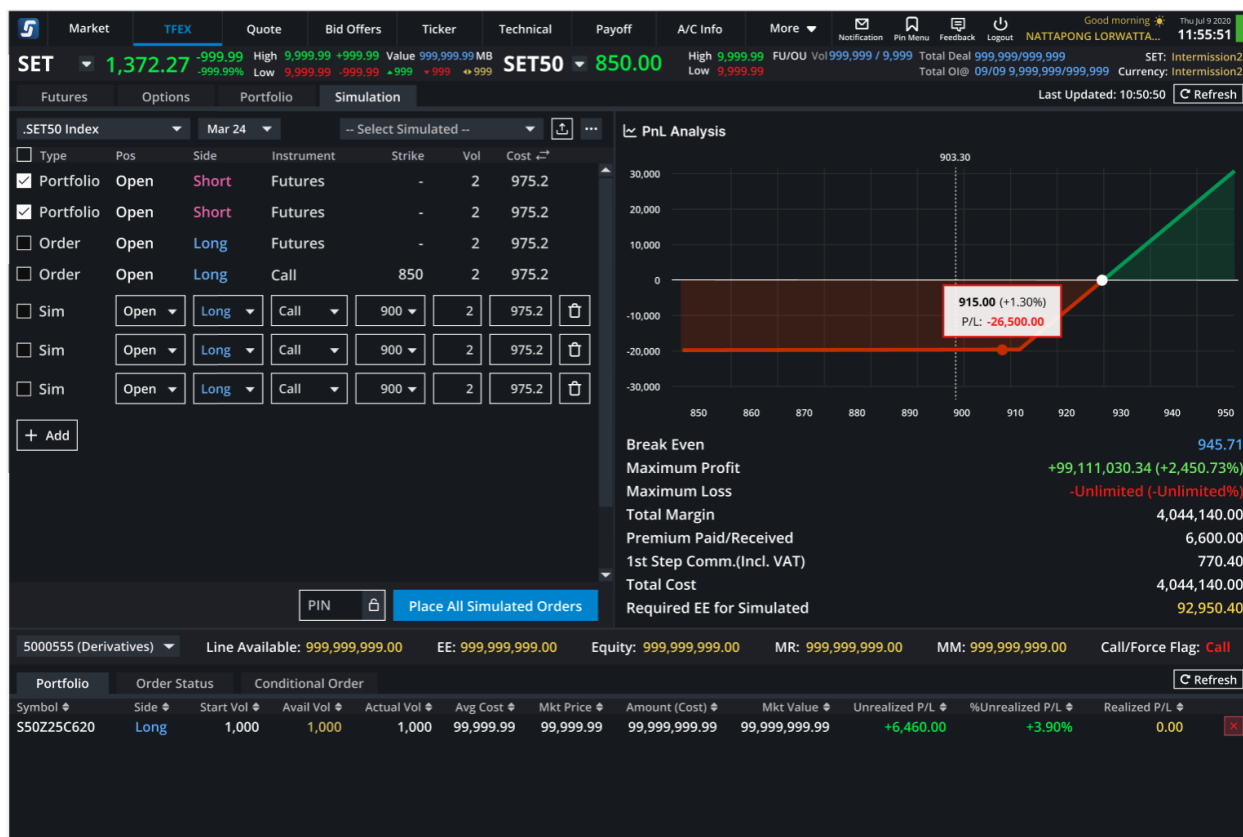 Market TFEX Quote Bid Offers Ticker Technical Payoff A/C Info More Notification Pin Menu Feedback Logout Good morning NATTAPONG LORWATTA... Thu Jul 9 2020 11:55:51
SET 1,372.27 -999.99 -999.99% High 9,999.99 +999.99 Value 999,999.99 MB SET50 850.00 High 9,999.99 FU/OU Vol 999,999 / 9,999 Total Deal 999,999/999,999 SET: Intermission2
Low 9,999.99 -999.99 +999 +999 +999 Low 9,999.99 Total OI@ 09/09 9,999,999/999,999 Currency: Intermission2
Futures Options Portfolio Simulation Last Updated: 10:50:50 Refresh
.SET50 Index Mar 24 -- Select Simulated -- ...
Type Pos Side Instrument Strike Vol Cost
Portfolio Open Short Futures - 2 975.2
Portfolio Open Short Futures - 2 975.2
Order Open Long Futures - 2 975.2
Order Open Long Call 850 2 975.2
Sim Open Long Call 900 2 975.2
Sim Open Long Call 900 2 975.2
Sim Open Long Call 900 2 975.2
+ Add
PIN Place All Simulated Orders
PnL Analysis
903.30
30,000
20,000
10,000
0
-10,000
-20,000
-30,000
915.00 (+1.30%)
P/L: -26,500.00
850 860 870 880 890 900 910 920 930 940 950
Break Even 945.71
Maximum Profit +99,111,030.34 (+2,450.73%)
Maximum Loss -Unlimited (-Unlimited%)
Total Margin 4,044,140.00
Premium Paid/Received 6,600.00
1st Step Comm.(Incl. VAT) 770.40
Total Cost 4,044,140.00
Required EE for Simulated 92,950.40
5000555 (Derivatives) Line Available: 999,999,999.00 EE: 999,999,999.00 Equity: 999,999,999.00 MR: 999,999,999.00 MM: 999,999,999.00 Call/Force Flag: Call
Portfolio Order Status Conditional Order Refresh
Symbol Side Start Vol Avail Vol Actual Vol Avg Cost Mkt Price Amount (Cost) Mkt Value Unrealized P/L %Unrealized P/L Realized P/L
S50Z25C620 Long 1,000 1,000 1,000 99,999.99 99,999.99 99,999,999.99 99,999,999.99 +6,460.00 +3.90% 0.00